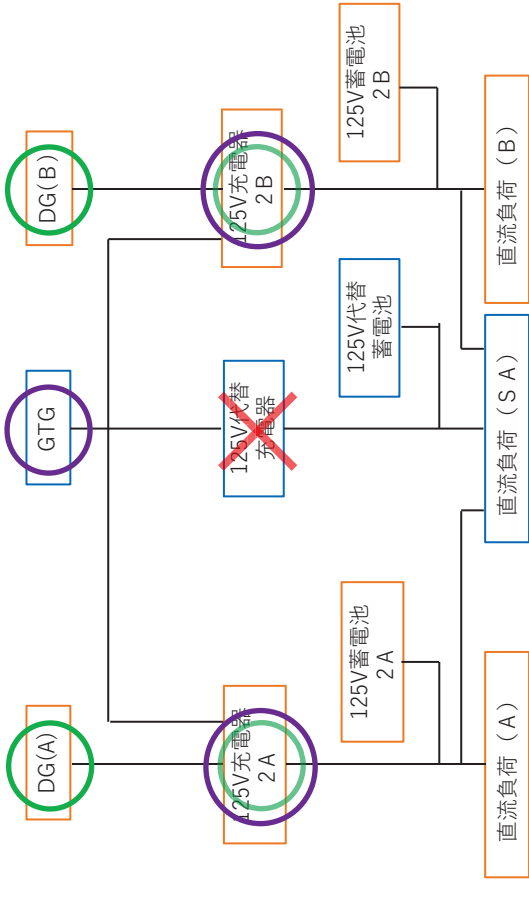 DG(A)
GTG
DG(B)
125V充電器
2A
125V代替
充電器
125V充電器
2B
125V蓄電池
2A
125V代替
蓄電池
125V蓄電池
2B
直流負荷（A）
直流負荷（SA）
直流負荷（B）